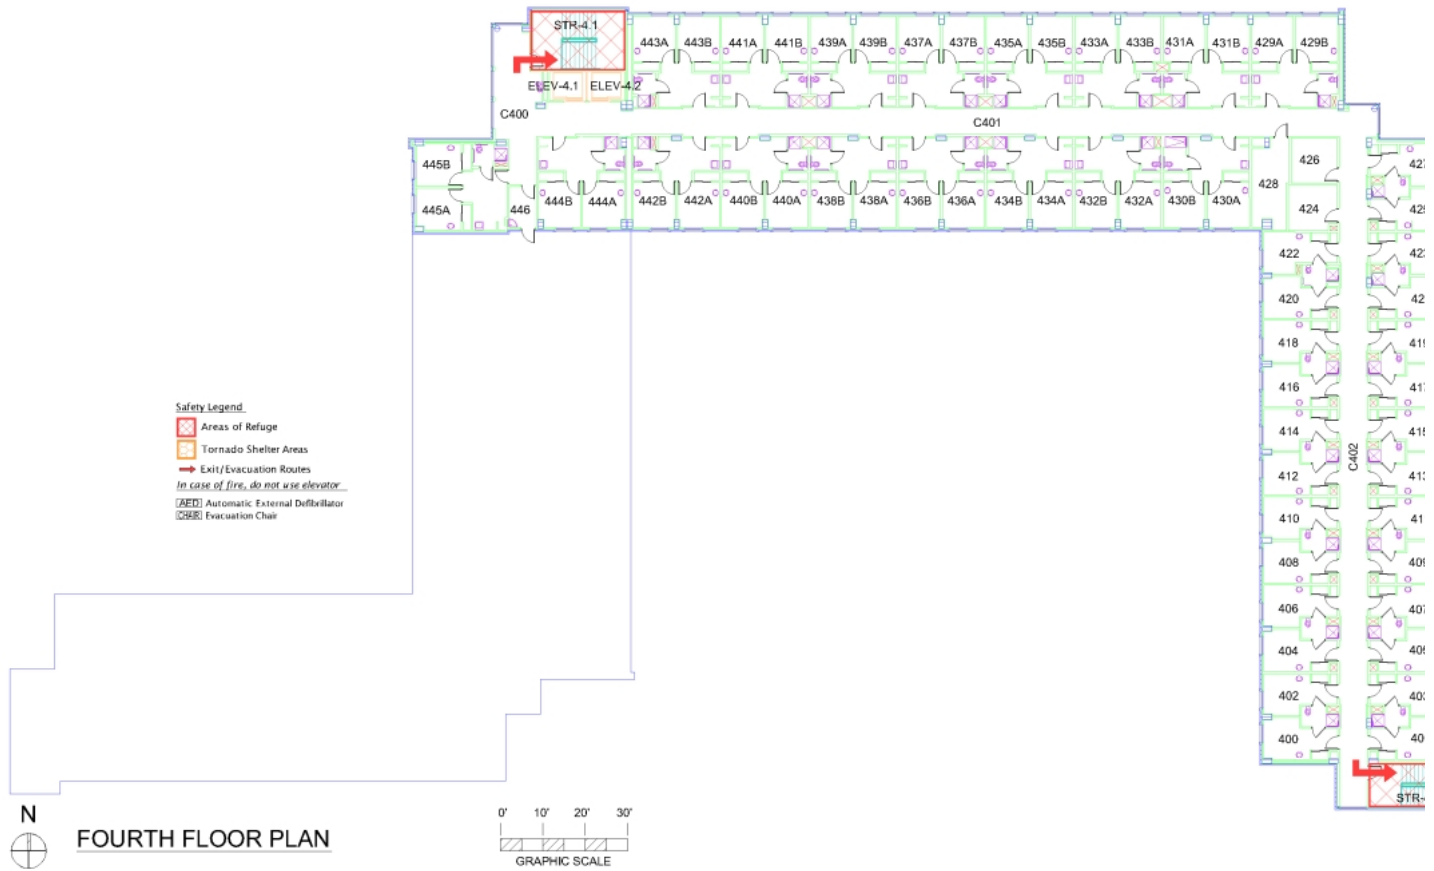 STR-4.1
ELEV-4.1 ELEV-4.2
C400
443A 443B 441A 441B 439A 439B 437A 437B 435A 435B 433A 433B 431A 431B 429A 429B
C401
445B
445A
446
444B 444A 442B 442A 440B 440A 438B 438A 436B 436A 434B 434A 432B 432A 430B 430A
428
426
424
422
420
418
416
414
412
410
408
406
404
402
400
C402
419
415
409
407
Safety Legend
Areas of Refuge
Tornado Shelter Areas
Exit/Evacuation Routes
In case of fire, do not use elevator
AED Automatic External Defibrillator
CHAIR Evacuation Chair
N
FOURTH FLOOR PLAN
0' 10' 20' 30'
GRAPHIC SCALE